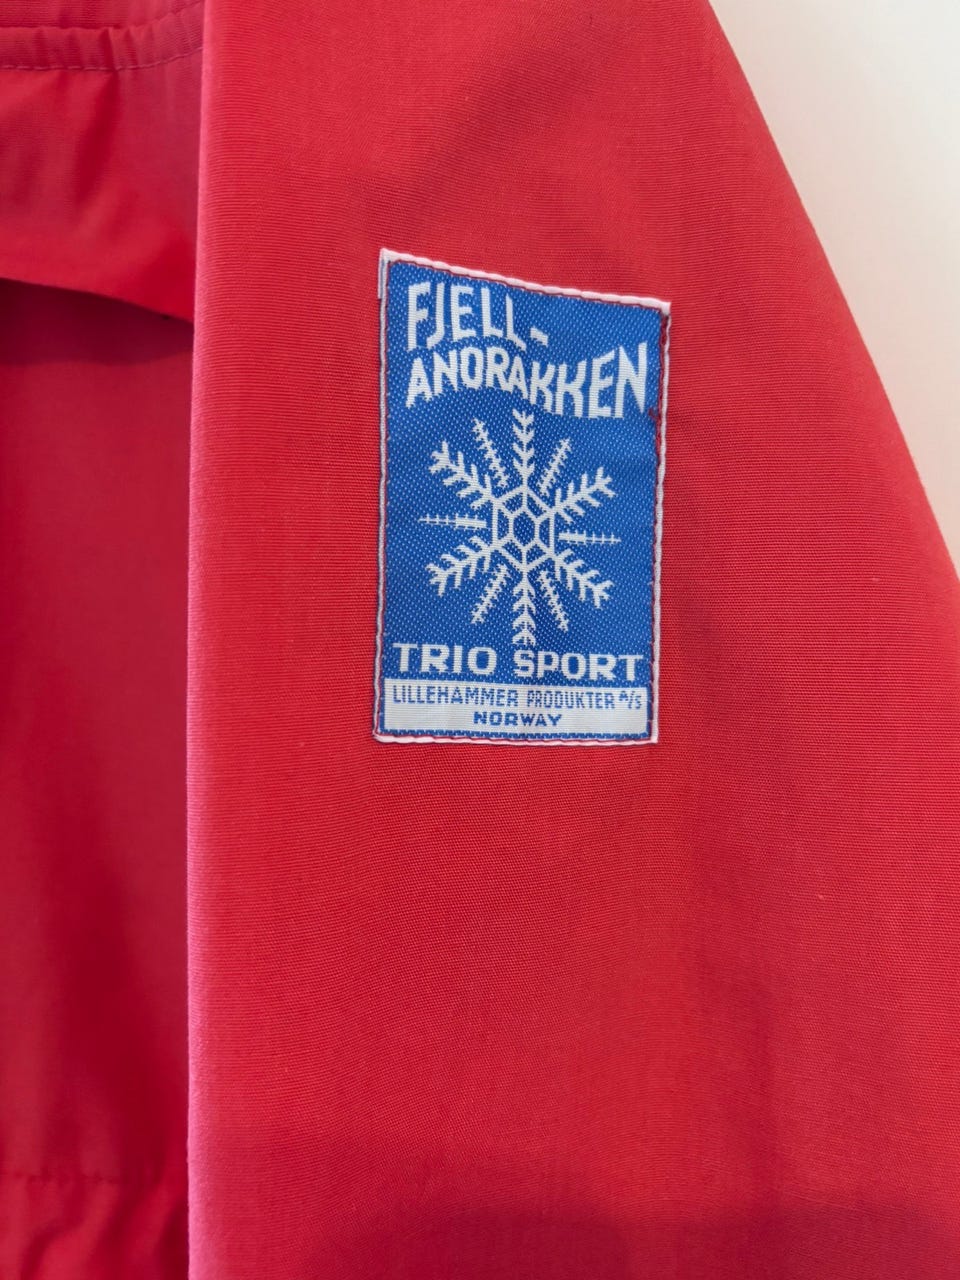 FJELL-
ANORAKKEN
TRIO SPORT
LILLEHAMMER PRODUKTER A/S
NORWAY